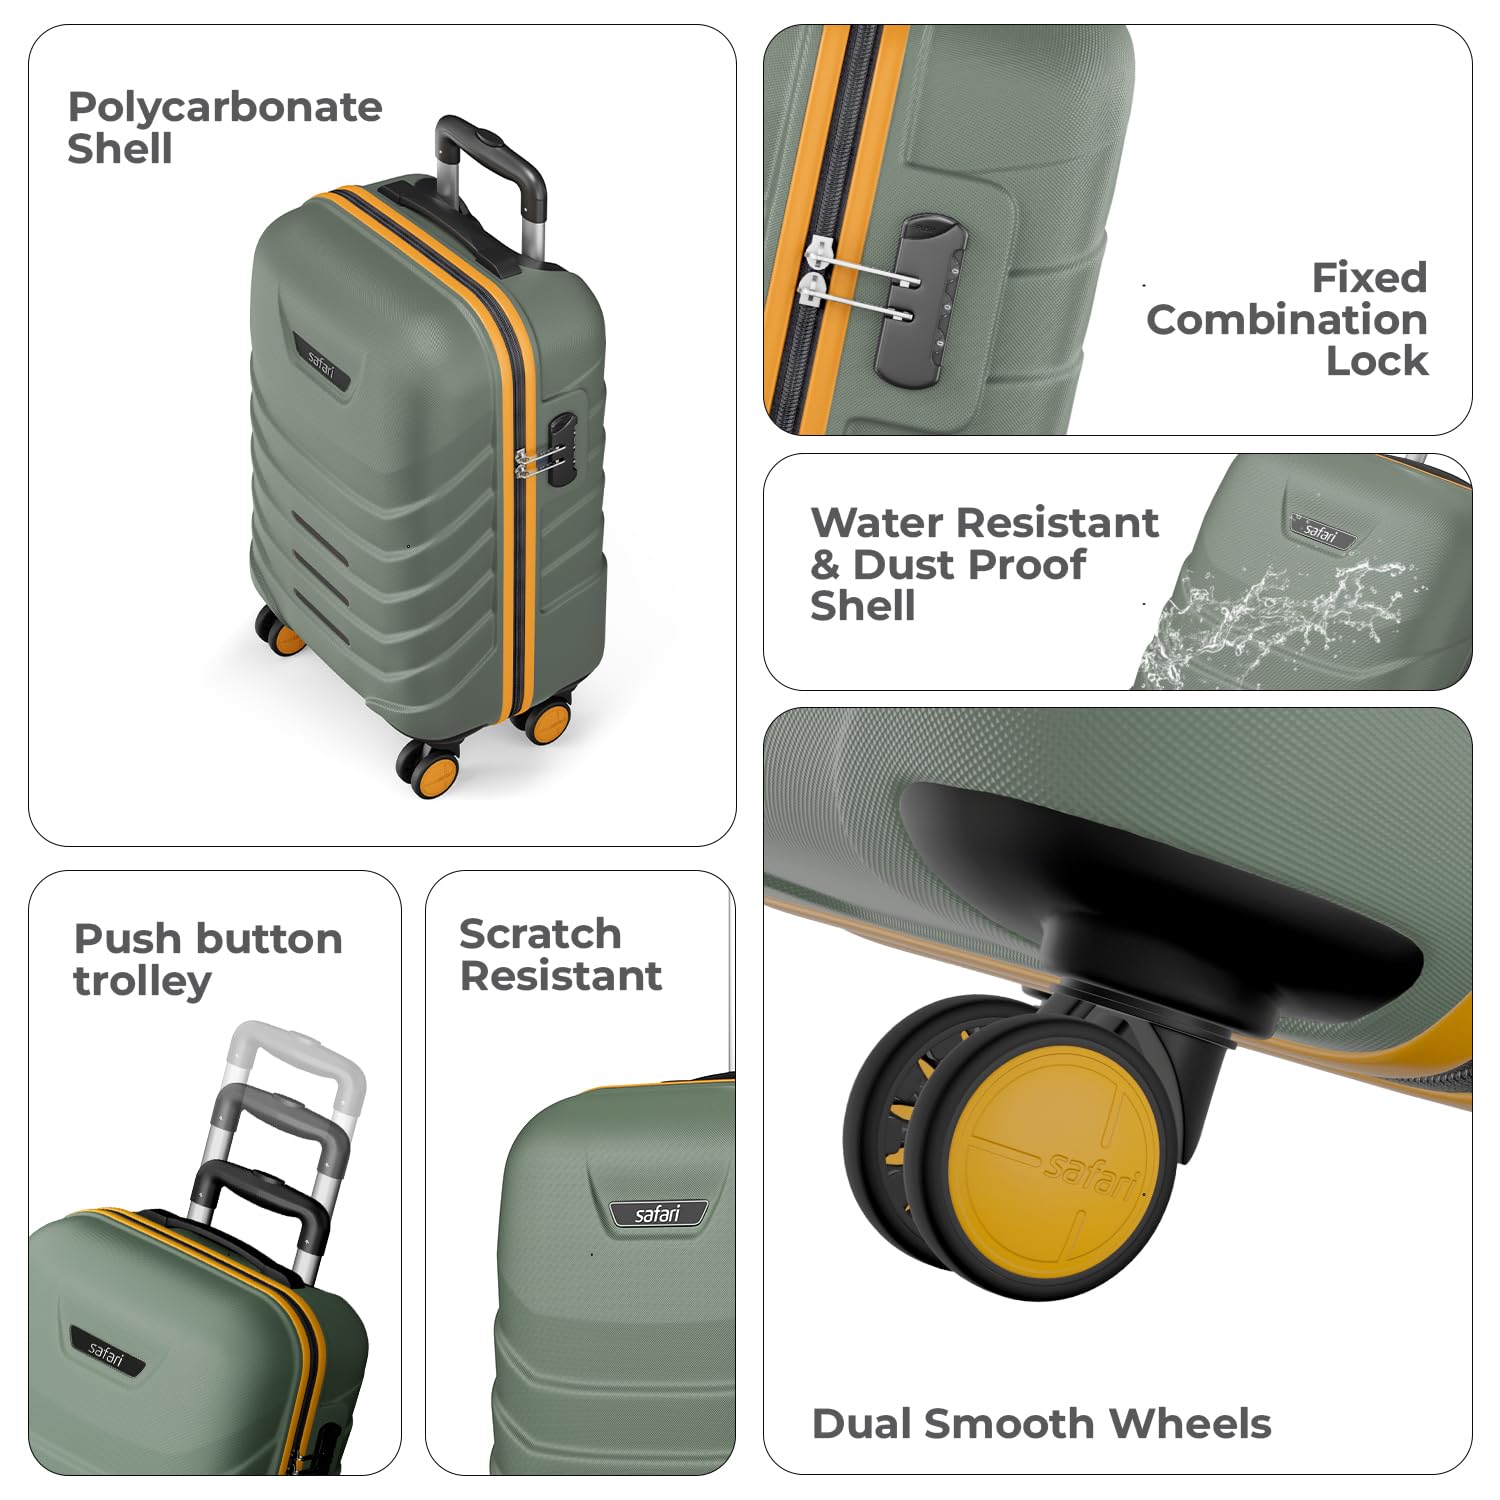 Polycarbonate
Shell
safari
Fixed
Combination
Lock
Water Resistant
& Dust Proof
Shell
safari
Push button
trolley
safari
Scratch
Resistant
safari
safari
Dual Smooth Wheels